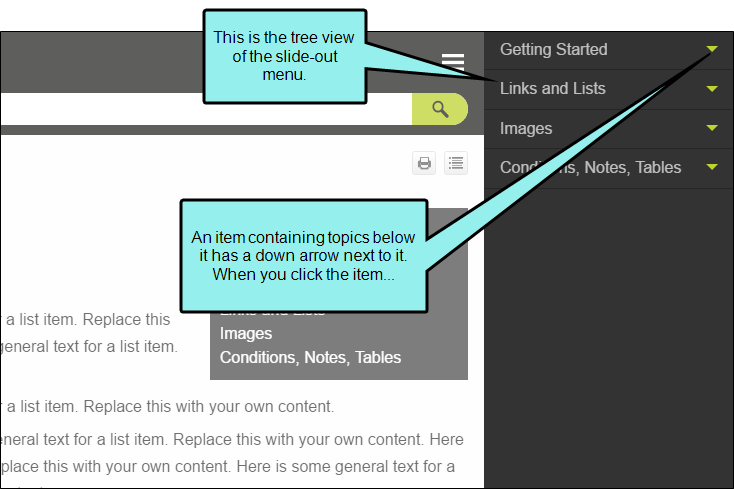 This is the tree view
of the slide-out
menu.
Getting Started
Links and Lists
Images
Conditions, Notes, Tables
An item containing topics below
it has a down arrow next to it.
When you click the item...
Links and Lists
Images
Conditions, Notes, Tables
r a list item. Replace this
general text for a list item.
r a list item. Replace this with your own content.
eneral text for a list item. Replace this with your own content. Here
place this with your own content. Here is some general text for a